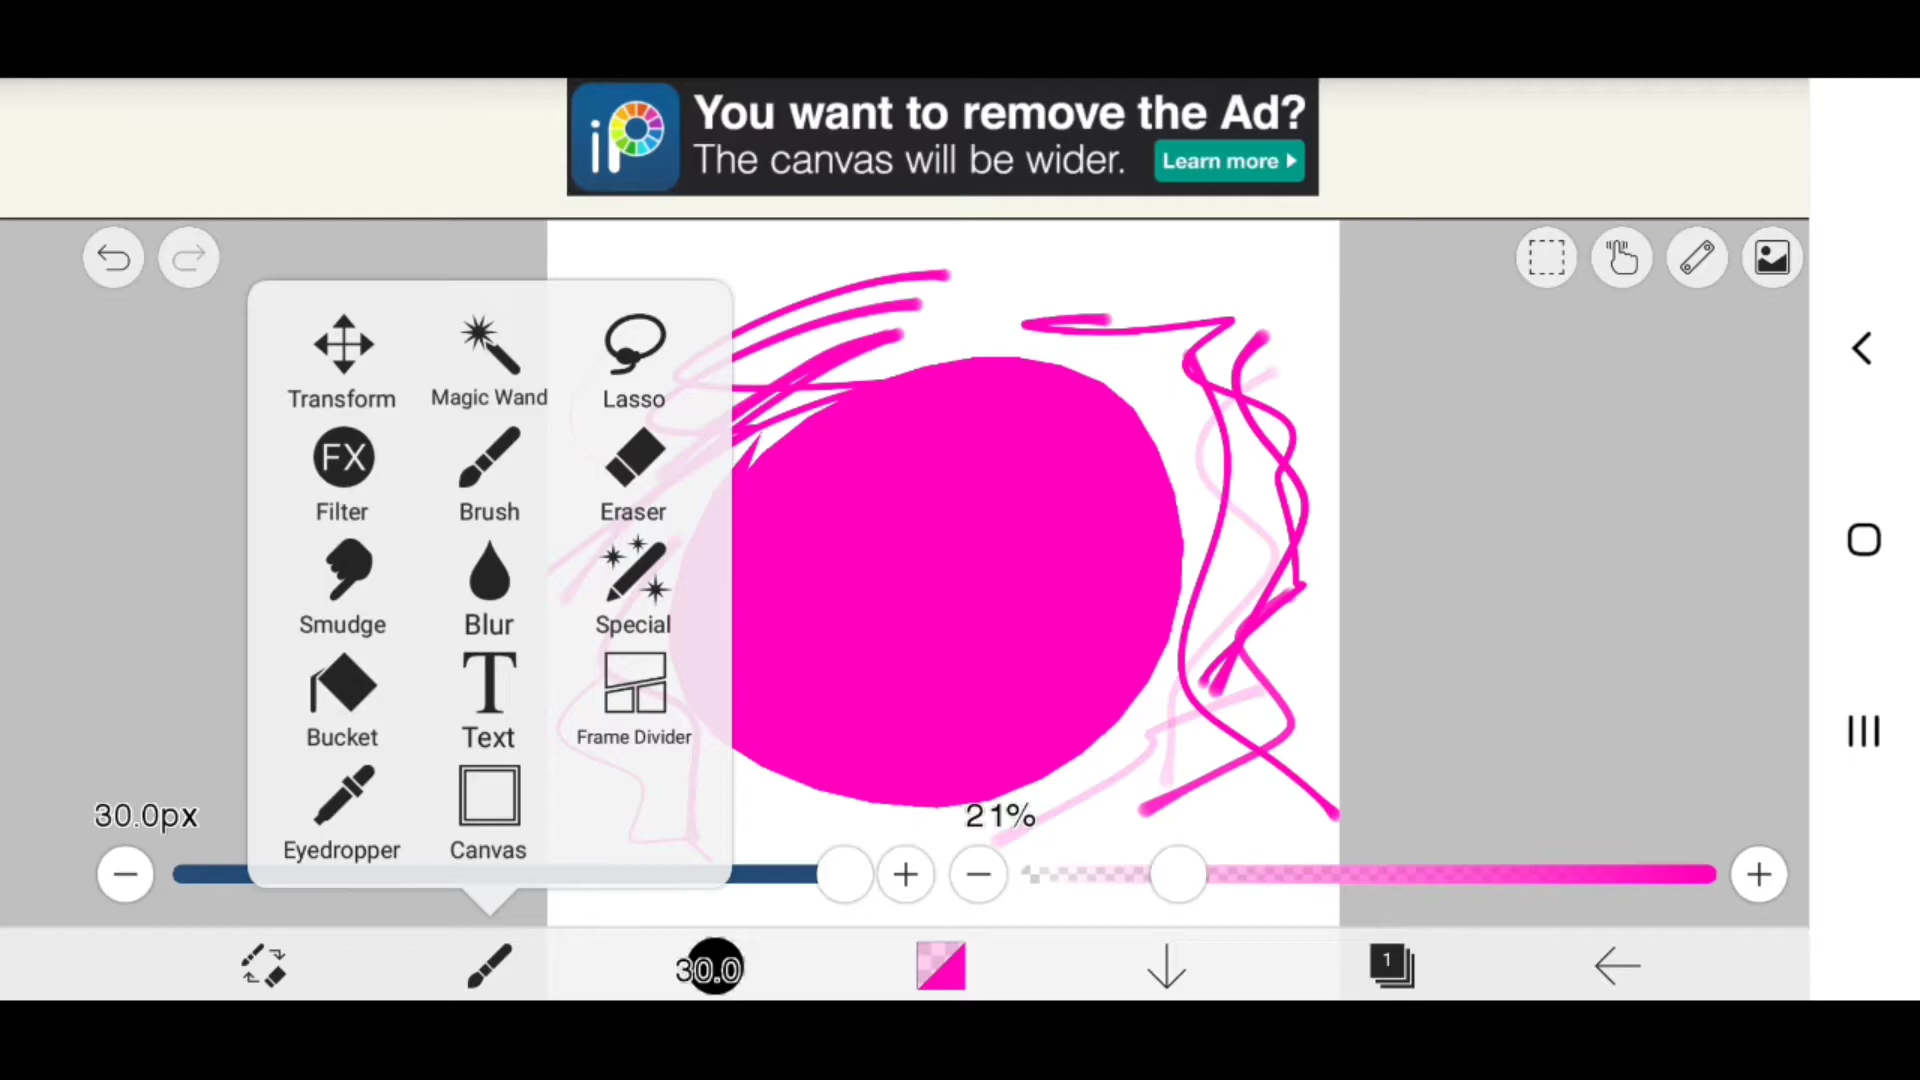 iP
You want to remove the Ad?
The canvas will be wider.
Learn more
Transform
Magic Wand
Lasso
FX
Filter
Brush
Eraser
Smudge
Blur
Special
T
Bucket
Text
Frame Divider
Eyedropper
Canvas
30.0px
21%
30.0
1